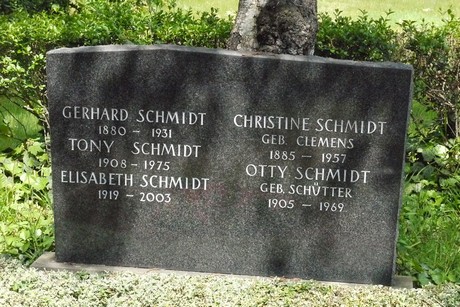 GERHARD SCHMIDT
1880 – 1931
TONY SCHMIDT
1908 – 1975
ELISABETH SCHMIDT
1919 – 2003
CHRISTINE SCHMIDT
GEB. CLEMENS
1885 – 1957
OTTY SCHMIDT
GEB. SCHÜTTER
1905 – 1969